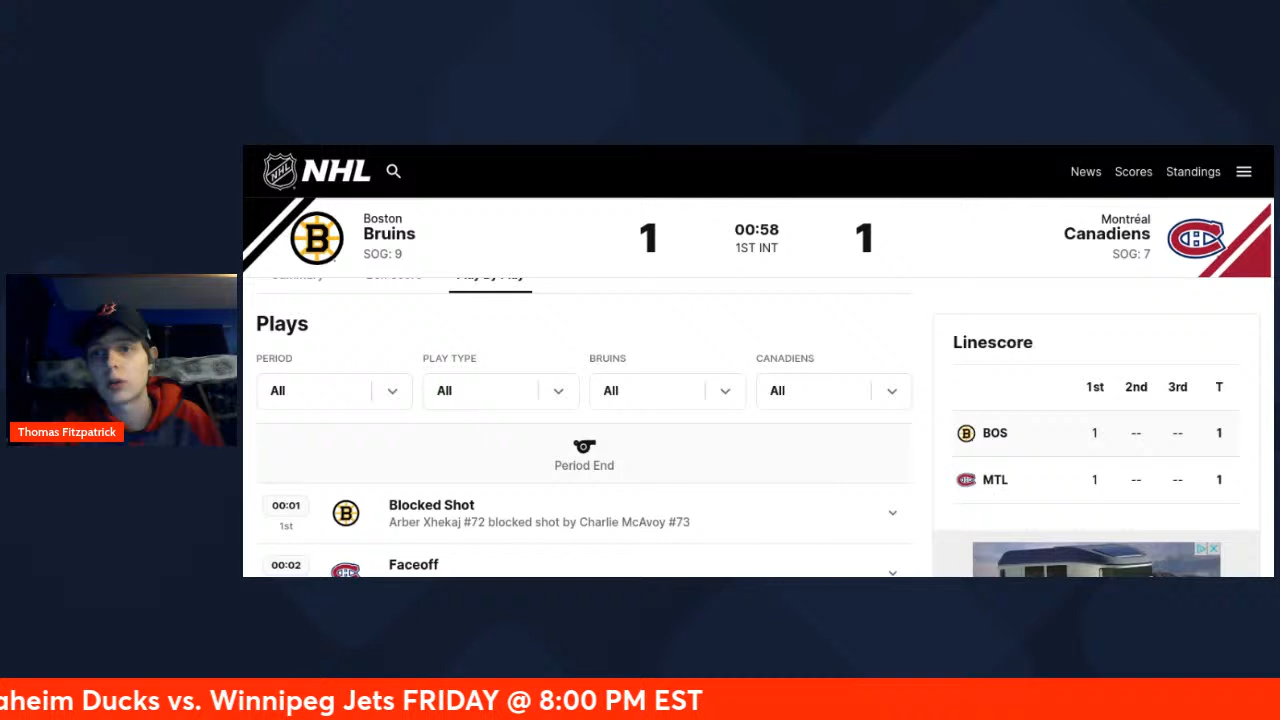 NHL
News Scores Standings
Boston
Bruins
SOG: 9
1
00:58
1ST INT
1
Montréal
Canadiens
SOG: 7
Plays
PERIOD PLAY TYPE BRUINS CANADIENS
All All All All
Period End
00:01
1st
Blocked Shot
Arber Xhekaj #72 blocked shot by Charlie McAvoy #73
00:02
Faceoff
Linescore
1st 2nd 3rd T
BOS 1 -- -- 1
MTL 1 -- -- 1
Thomas Fitzpatrick
aheim Ducks vs. Winnipeg Jets FRIDAY @ 8:00 PM EST